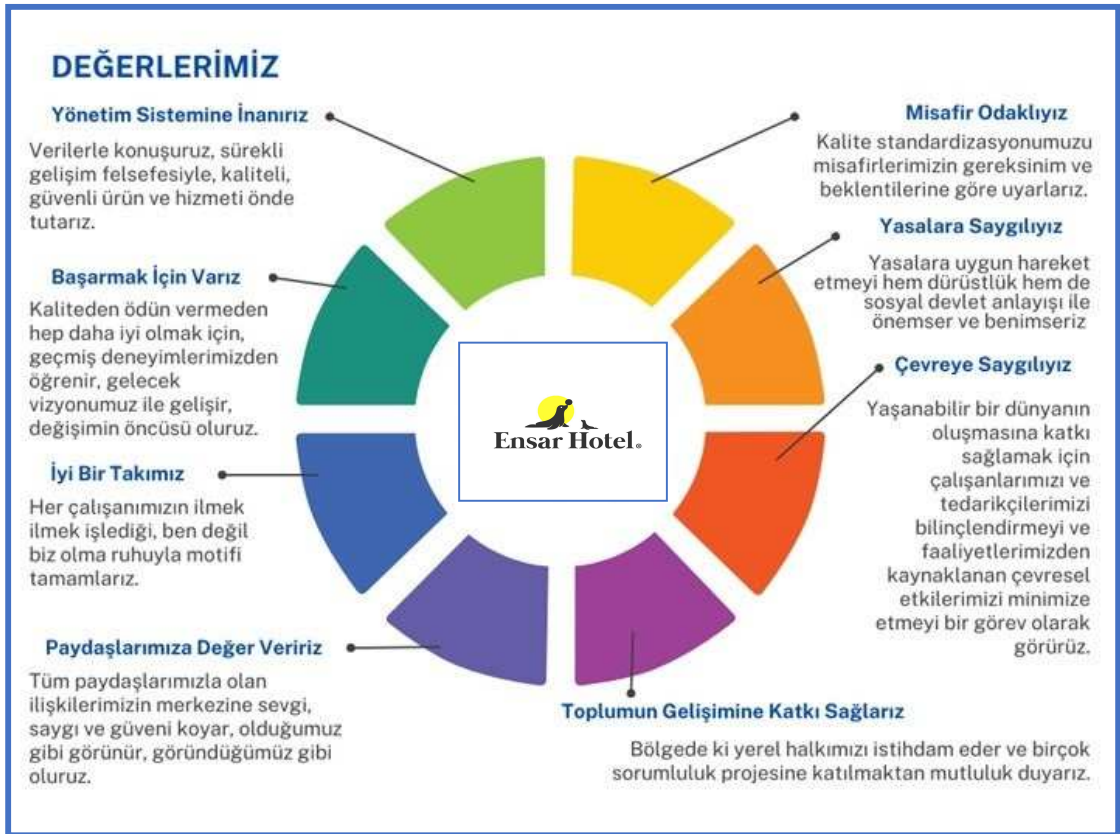 DEĞERLERİMİZ
Yönetim Sistemine İnanırız
Verilerle konuşuruz, sürekli
gelişim felsefesiyle, kaliteli,
güvenli ürün ve hizmeti önde
tutarız.
Başarmak İçin Varız
Kaliteden ödün vermeden
hep daha iyi olmak için,
geçmiş deneyimlerimizden
öğrenir, gelecek
vizyonumuz ile gelişir,
değişimin öncüsü oluruz.
İyi Bir Takımız
Her çalışanımızın ilmek
ilmek işlediği, ben değil
biz olma ruhuyla motifi
tamamlarız.
Paydaşlarımıza Değer Veririz
Tüm paydaşlarımızla olan
ilişkilerimizin merkezine sevgi,
saygı ve güveni koyar, olduğumuz
gibi görünür, göründüğümüz gibi
oluruz.
Ensar Hotel®
Misafir Odaklıyız
Kalite standardizasyonumuzu
misafirlerimizin gereksinim ve
beklentilerine göre uyarlarız.
Yasalara Saygılıyız
Yasalara uygun hareket
etmeyi hem dürüstlük hem de
sosyal devlet anlayışı ile
önemser ve benimseriz
Çevreye Saygılıyız
Yaşanabilir bir dünyanın
oluşmasına katkı
sağlamak için
çalışanlarımızı ve
tedarikçilerimizi
bilinçlendirmeyi ve
faaliyetlerimizden
kaynaklanan çevresel
etkilerimizi minimize
etmeyi bir görev olarak
görürüz.
Toplumun Gelişimine Katkı Sağlarız
Bölgede ki yerel halkımızı istihdam eder ve birçok
sorumluluk projesine katılmaktan mutluluk duyarız.